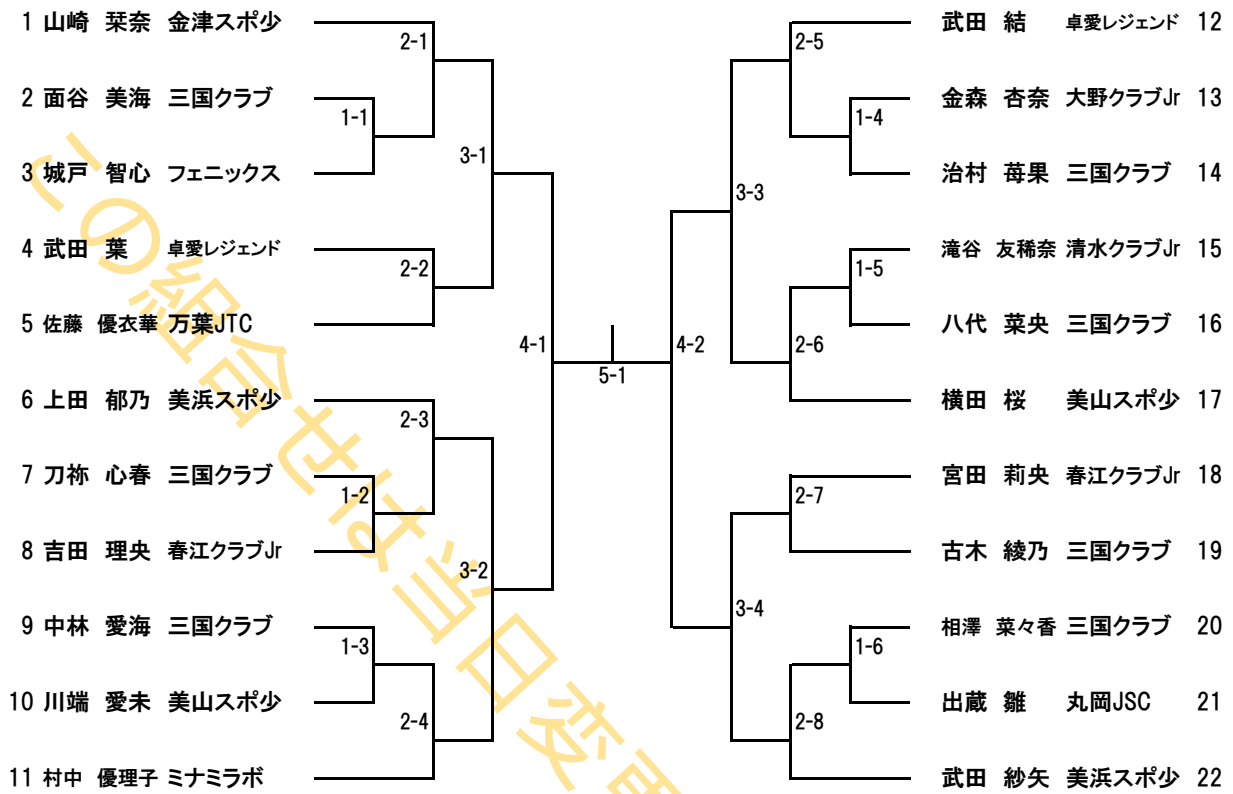 1 山崎 栞奈 金津スポ少
2 面谷 美海 三国クラブ
3 城戸 智心 フェニックス
4 武田 葉 卓愛レジェンド
5 佐藤 優衣華 万葉JTC
6 上田 郁乃 美浜スポ少
7 刀祢 心春 三国クラブ
8 吉田 理央 春江クラブJr
9 中林 愛海 三国クラブ
10 川端 愛未 美山スポ少
11 村中 優理子 ミナミラボ
2-1
1-1
3-1
2-2
4-1
2-3
1-2
3-2
1-3
2-4
5-1
4-2
2-5
1-4
3-3
1-5
2-6
2-7
3-4
1-6
2-8
武田 結 卓愛レジェンド 12
金森 杏奈 大野クラブJr 13
治村 苺果 三国クラブ 14
滝谷 友稀奈 清水クラブJr 15
八代 菜央 三国クラブ 16
横田 桜 美山スポ少 17
宮田 莉央 春江クラブJr 18
古木 綾乃 三国クラブ 19
相澤 菜々香 三国クラブ 20
出蔵 雛 丸岡JSC 21
武田 紗矢 美浜スポ少 22
この組合せは当日変更